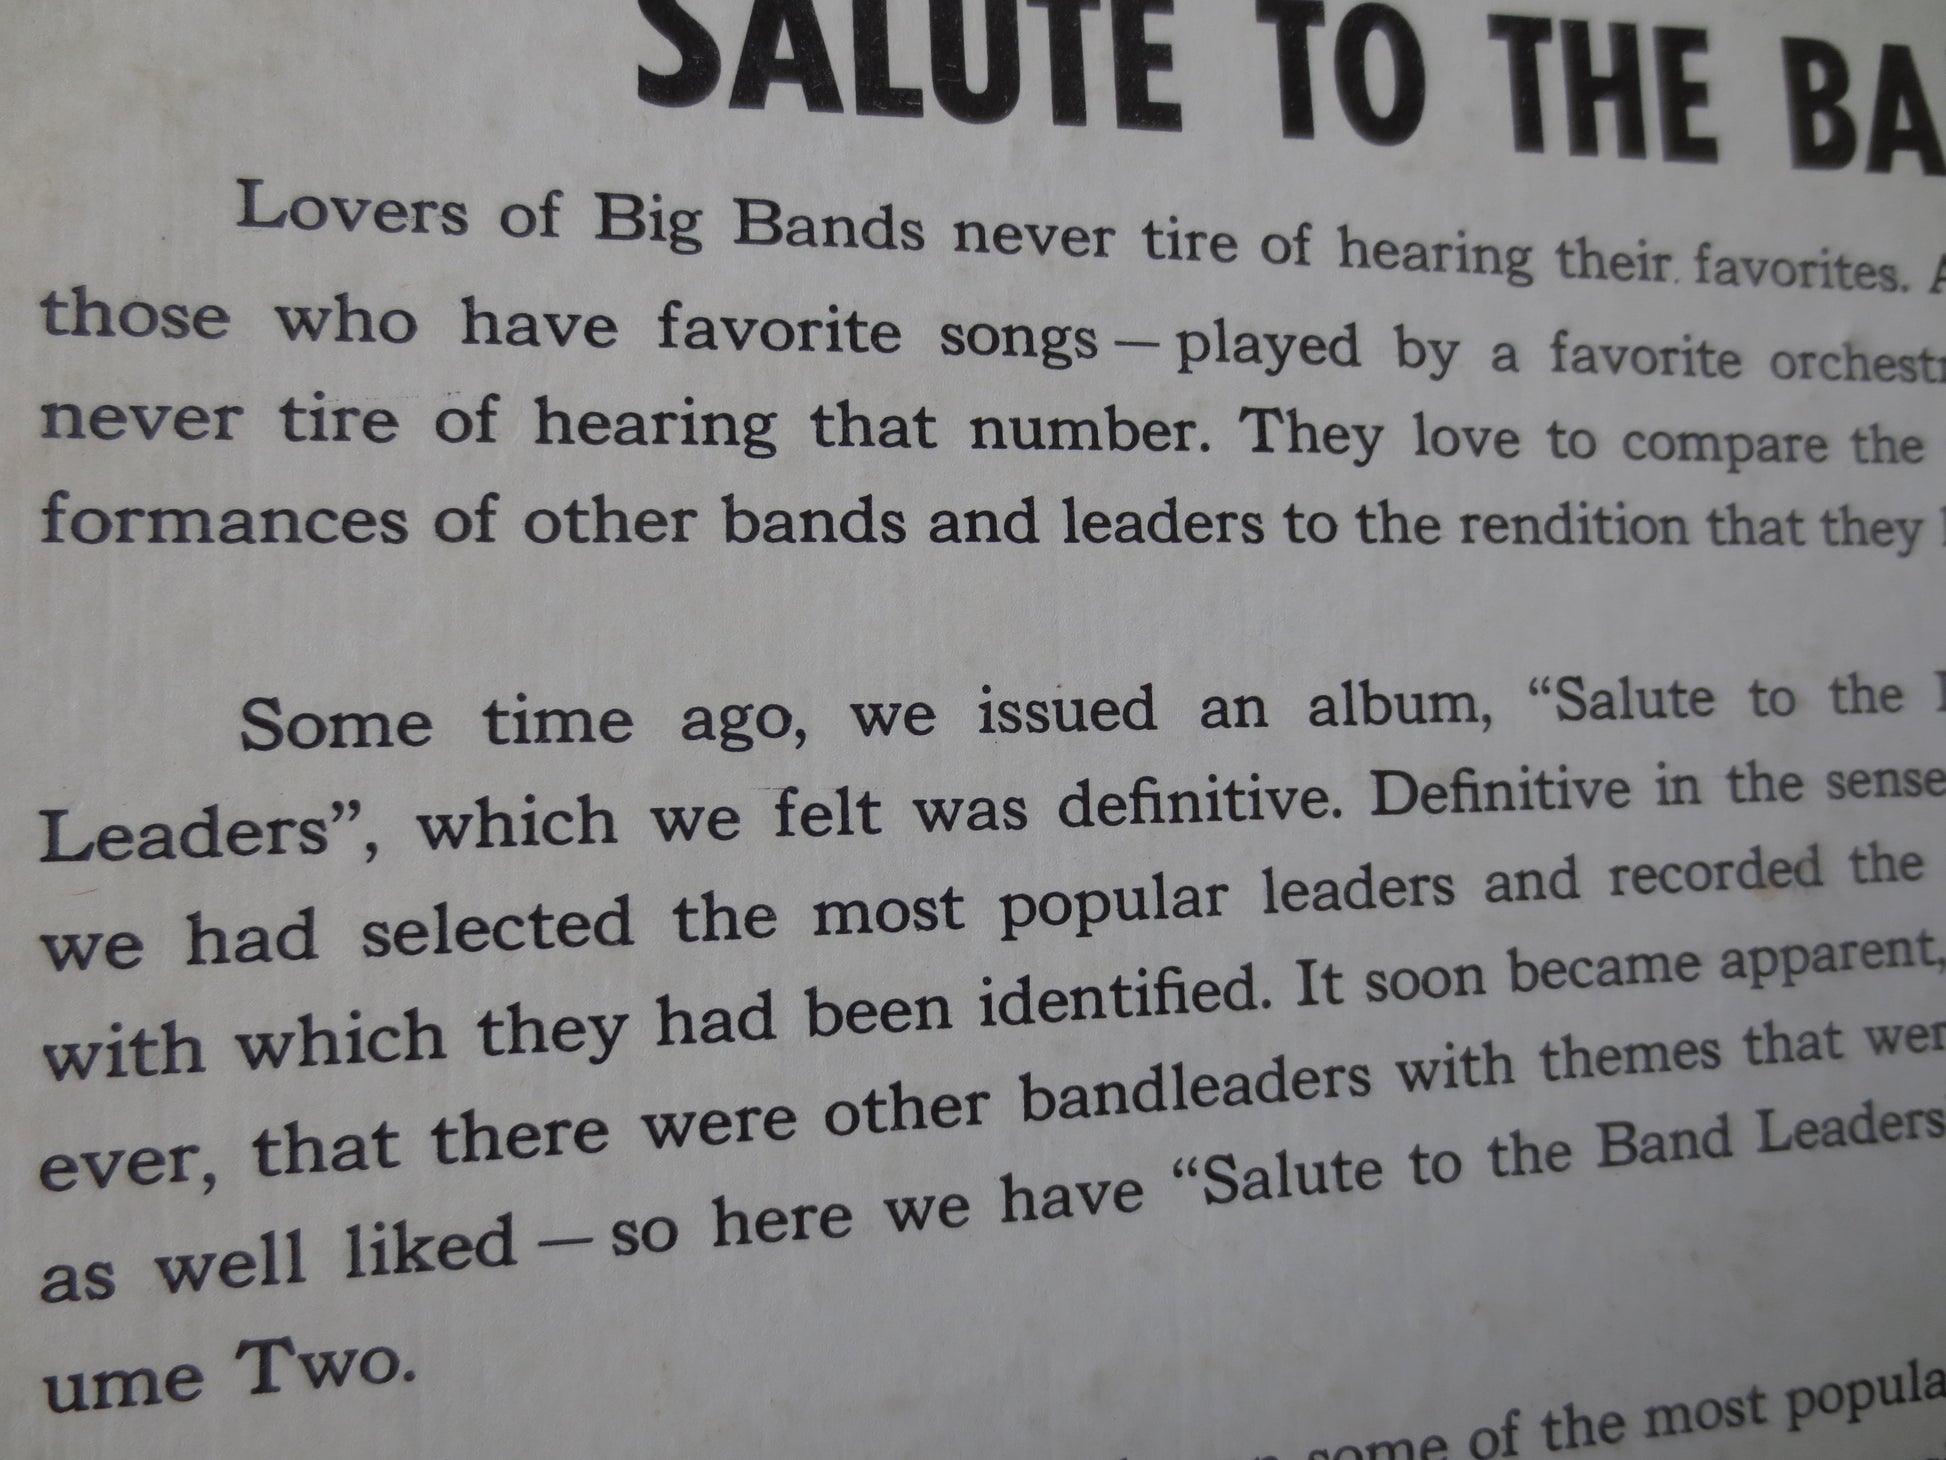 SALUTE TO THE BA
Lovers of Big Bands never tire of hearing their favorites. A
those who have favorite songs — played by a favorite orchestr
never tire of hearing that number. They love to compare the
formances of other bands and leaders to the rendition that they
Some time ago, we issued an album, “Salute to the
Leaders”, which we felt was definitive. Definitive in the sense
we had selected the most popular leaders and recorded the
with which they had been identified. It soon became apparent,
ever, that there were other bandleaders with themes that wer
as well liked — so here we have “Salute to the Band Leaders
ume Two.
some of the most popula